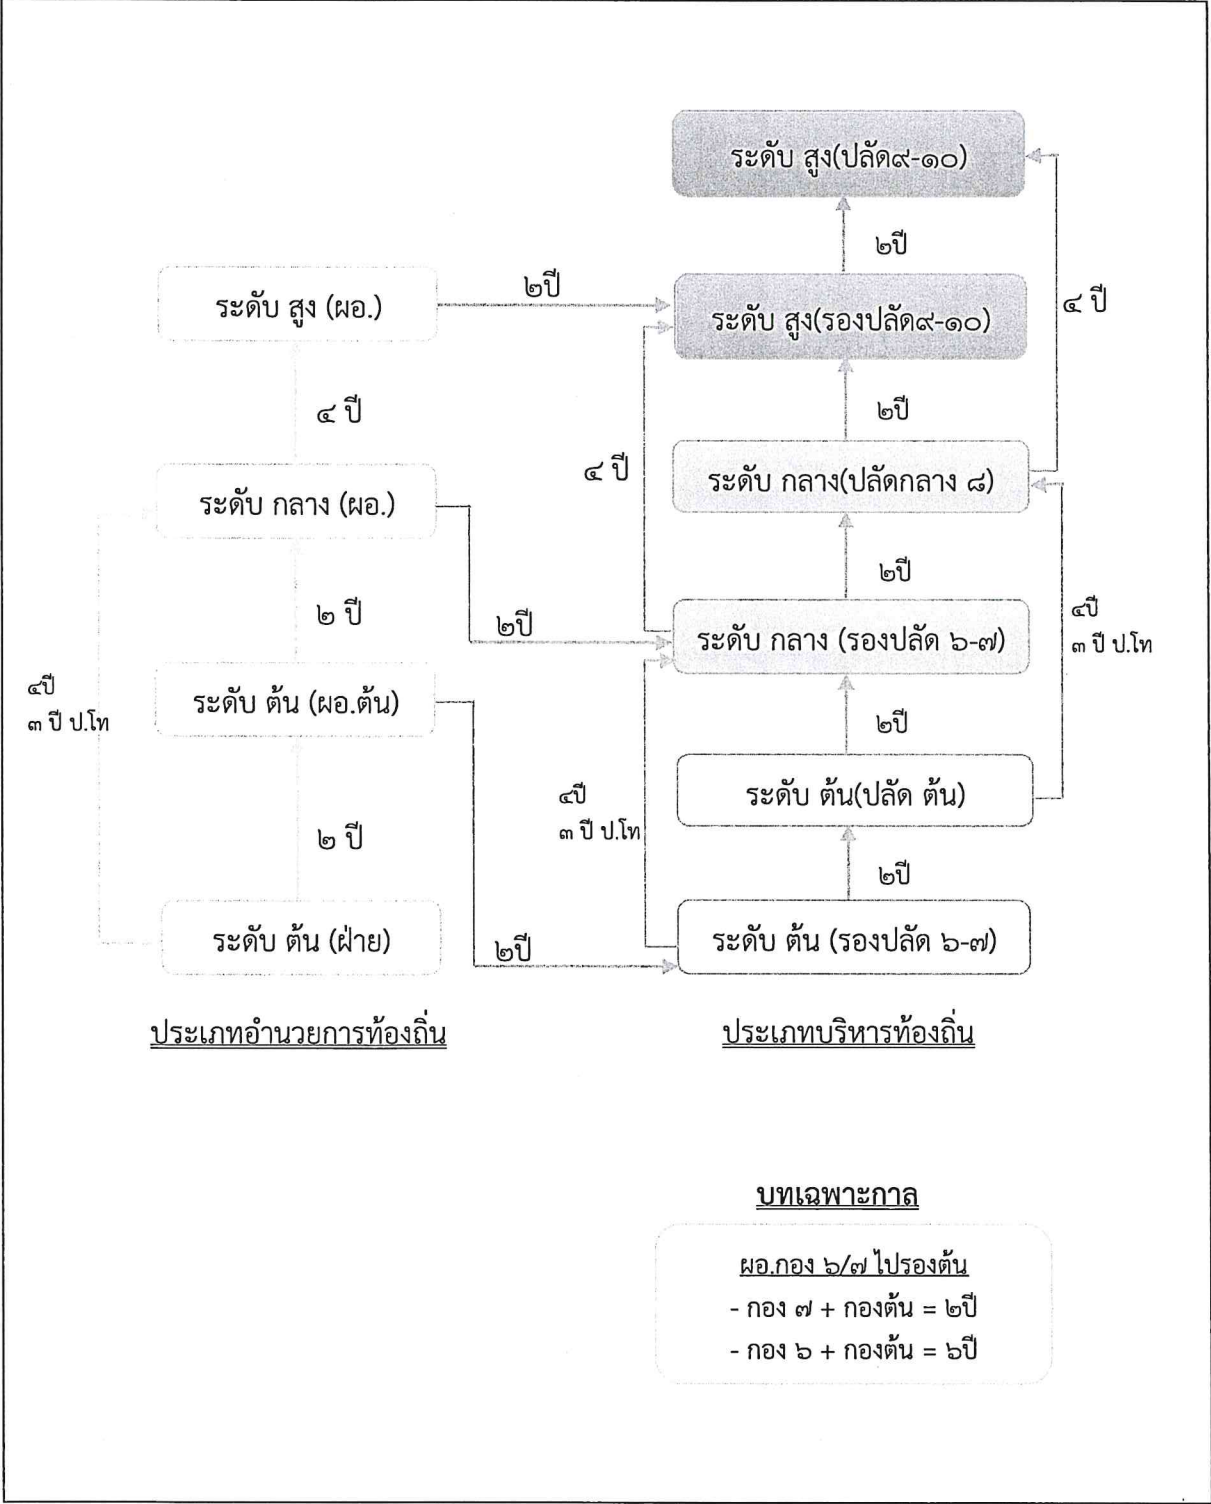 ระดับ สูง(ปลัด๙-๑๐)
๒ปี
๒ปี
ระดับ สูง (ผอ.)
ระดับ สูง(รองปลัด๙-๑๐)
๔ ปี
๔ ปี
๒ปี
๔ ปี
ระดับ กลาง(ปลัดกลาง ๘)
ระดับ กลาง (ผอ.)
๒ปี
๒ ปี
๒ปี
๔ปี
๓ ปี ป.โท
ระดับ กลาง (รองปลัด ๖-๗)
๔ปี
๓ ปี ป.โท
ระดับ ต้น (ผอ.ต้น)
๒ปี
๔ปี
๓ ปี ป.โท
ระดับ ต้น(ปลัด ต้น)
๒ ปี
๒ปี
ระดับ ต้น (ฝ่าย)
๒ปี
ระดับ ต้น (รองปลัด ๖-๗)
ประเภทอำนวยการท้องถิ่น
ประเภทบริหารท้องถิ่น
บทเฉพาะกาล
ผอ.กอง ๖/๗ ไปรองต้น
- กอง ๗ + กองต้น = ๒ปี
- กอง ๖ + กองต้น = ๖ปี